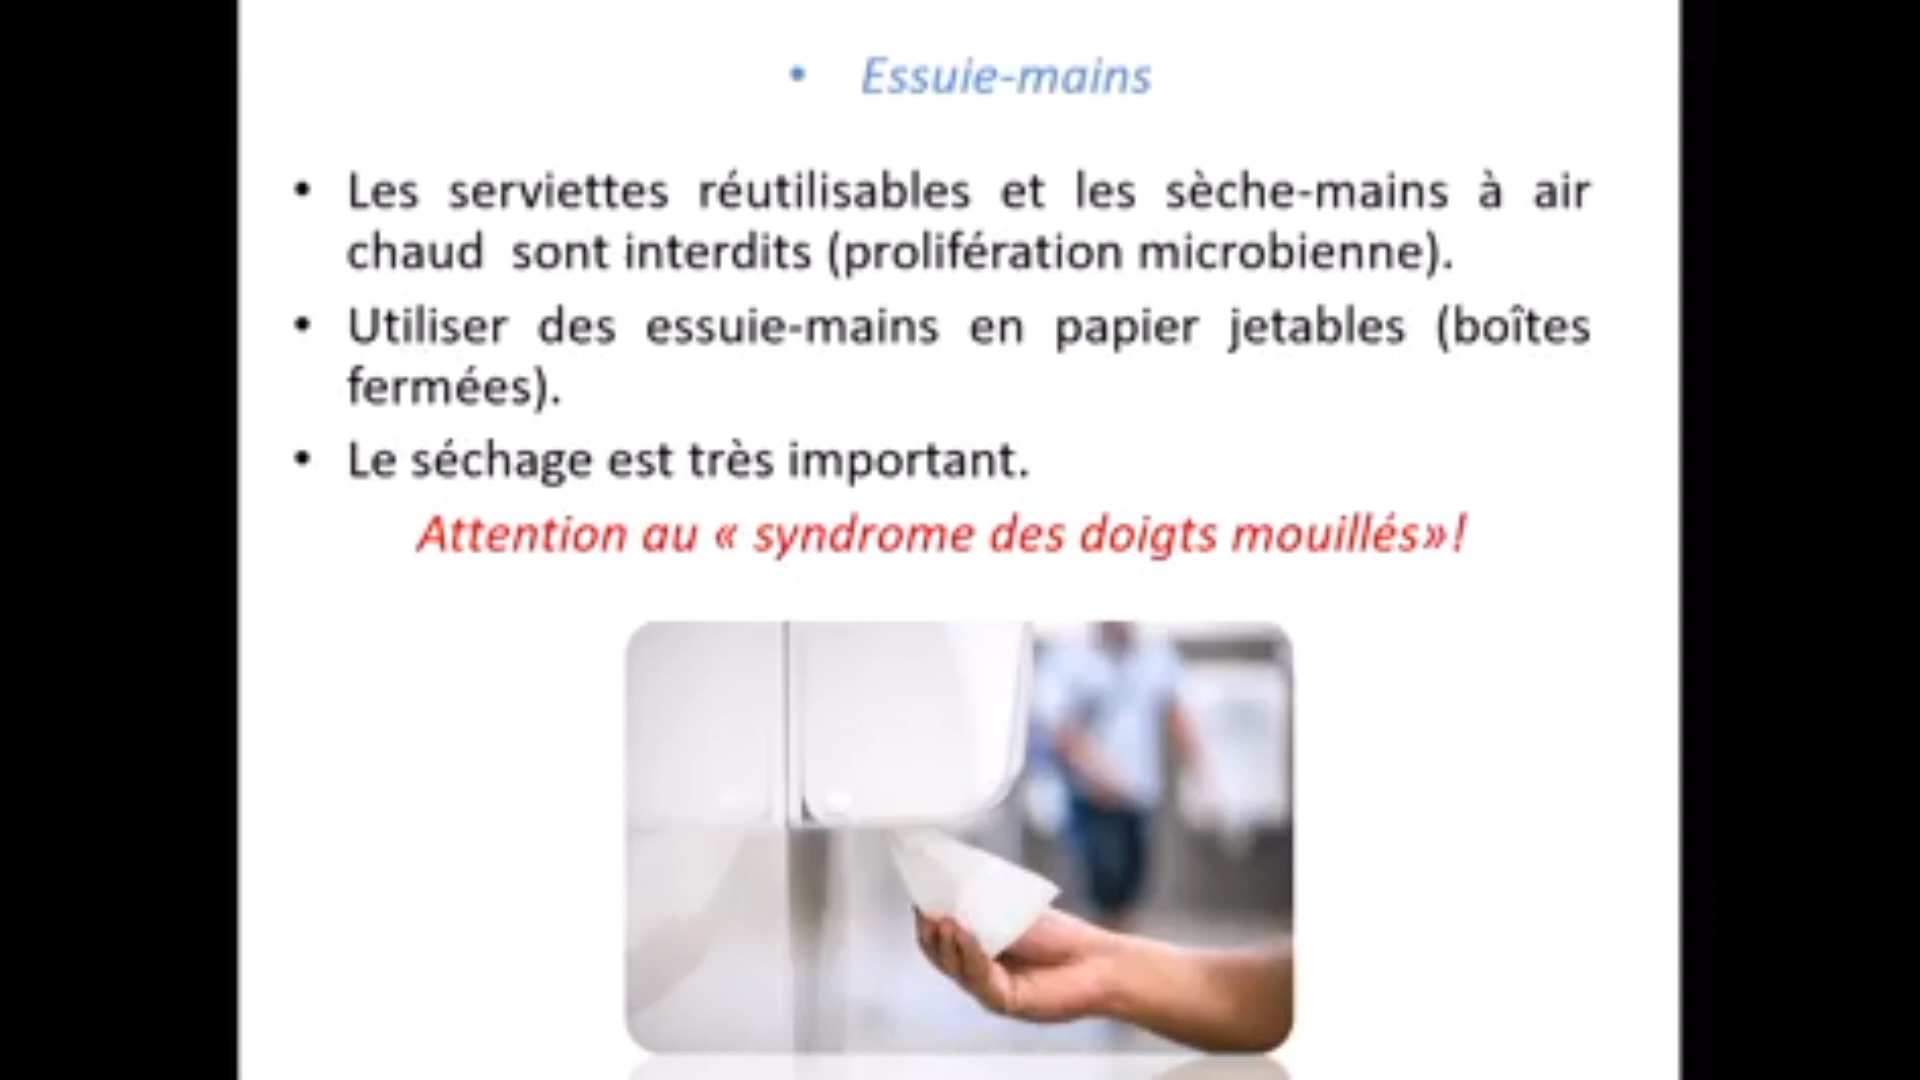 • Essuie-mains
• Les serviettes réutilisables et les sèche-mains à air
chaud sont interdits (prolifération microbienne).
• Utiliser des essuie-mains en papier jetables (boîtes
fermées).
• Le séchage est très important.
Attention au « syndrome des doigts mouillés»!